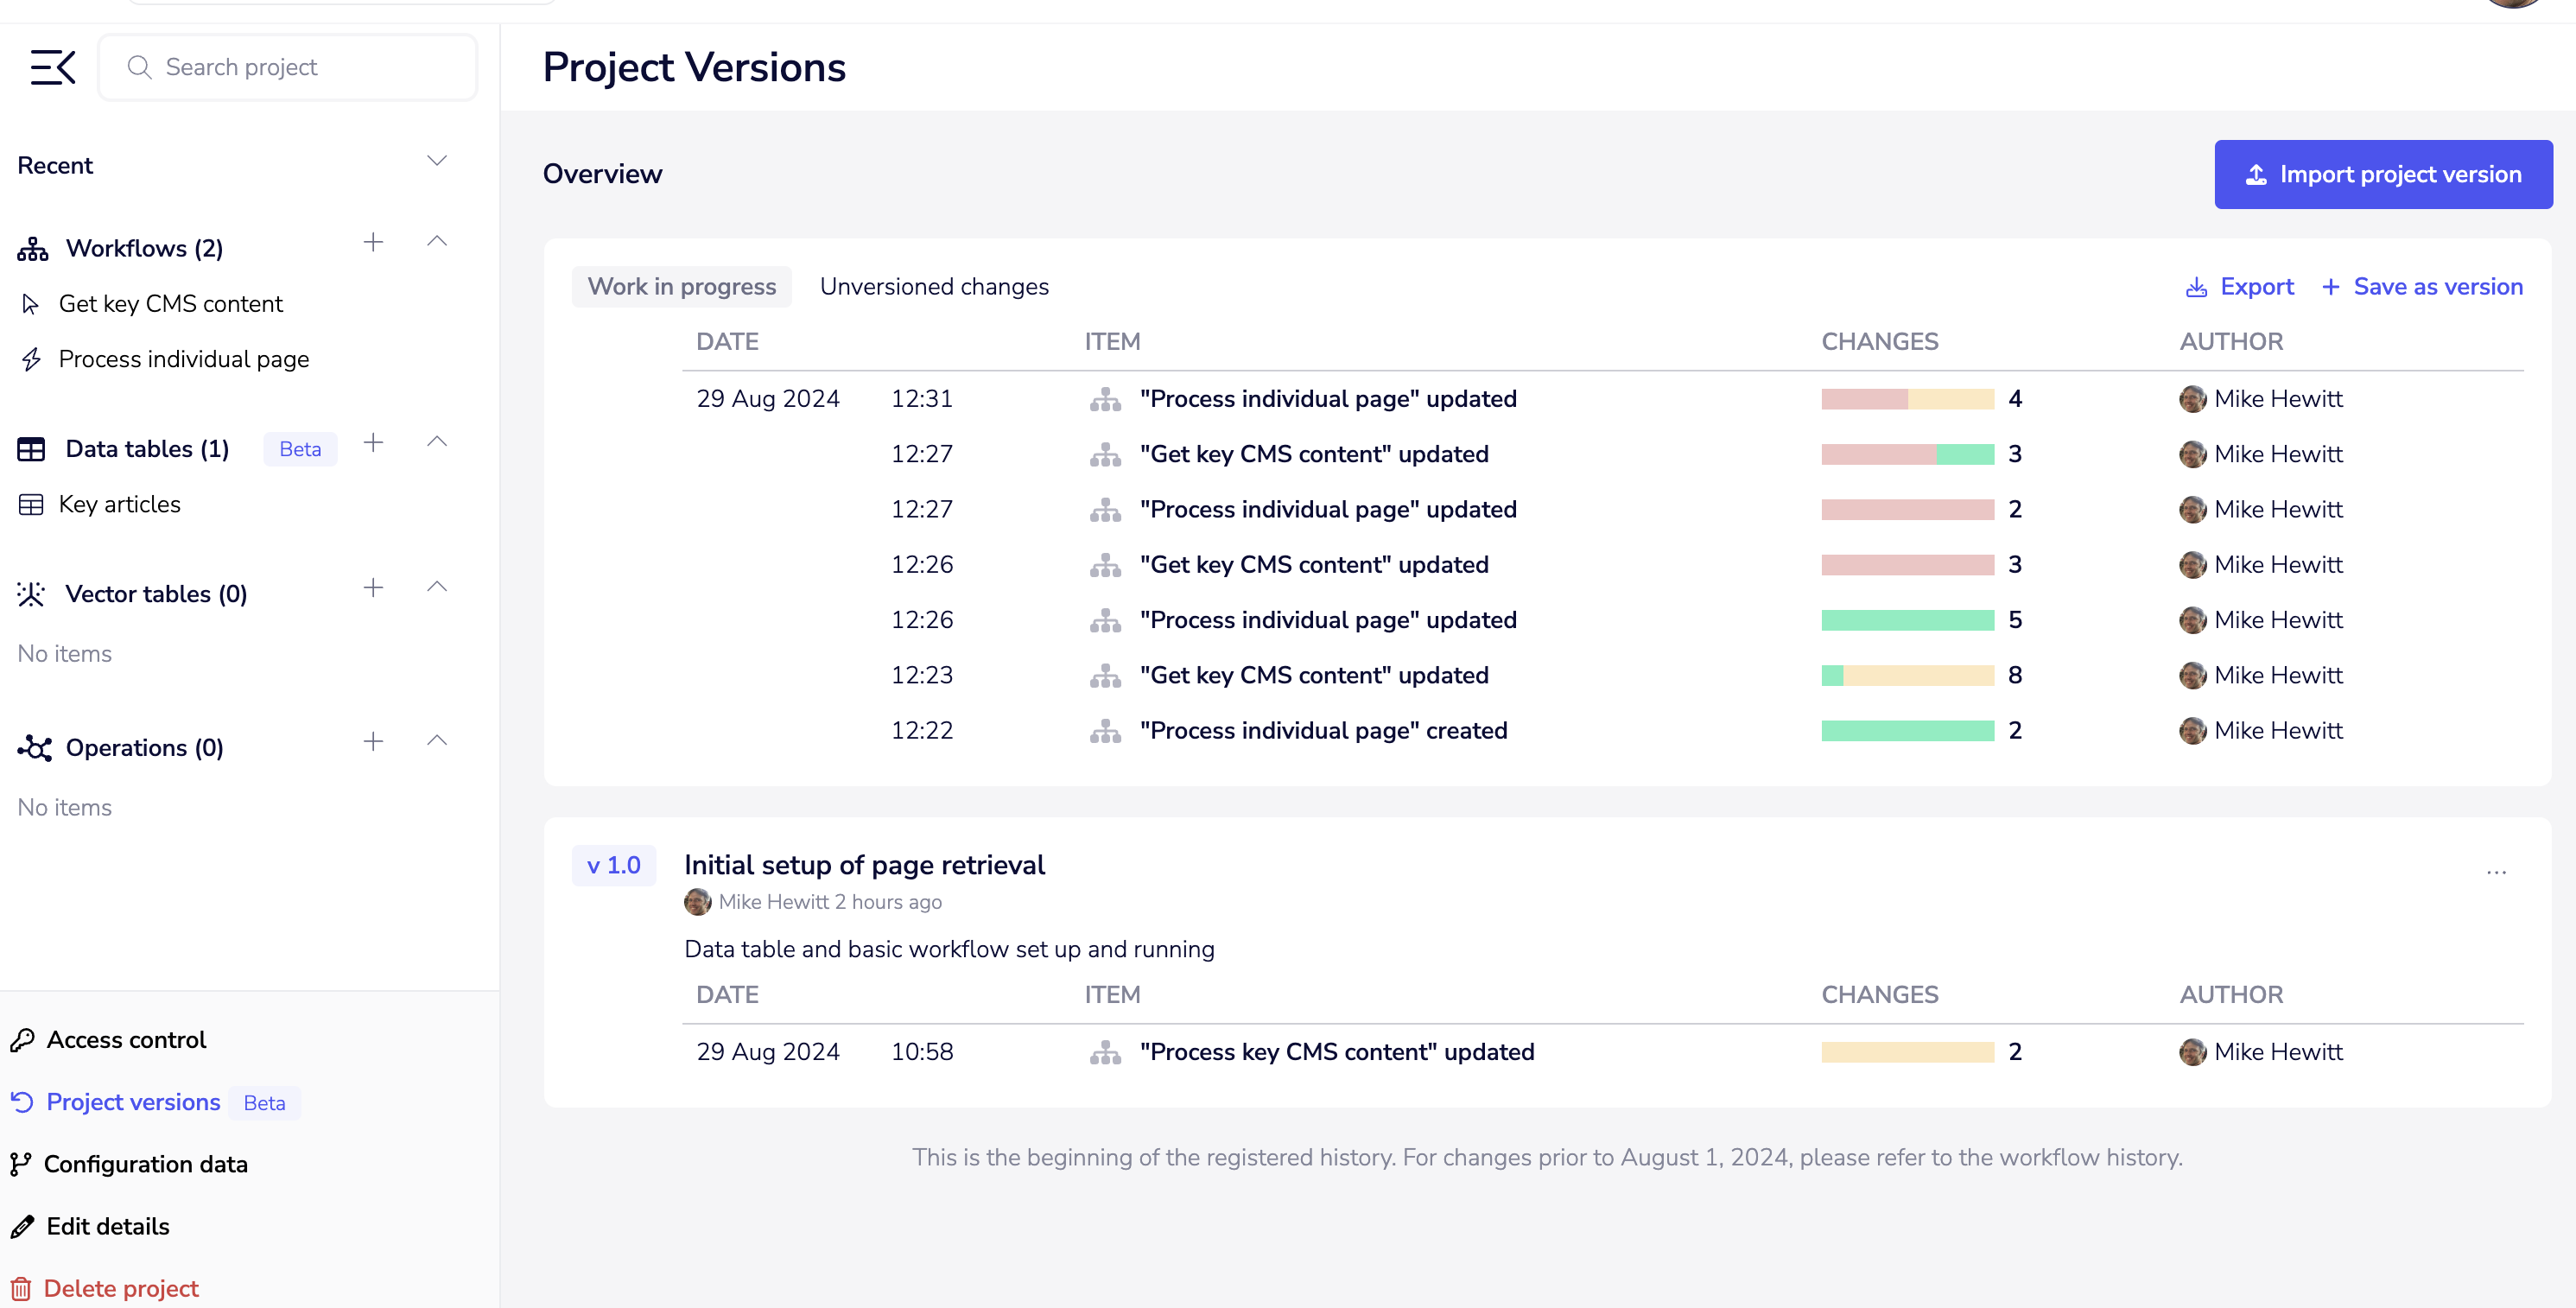 Search project
Recent
Workflows (2)
Get key CMS content
Process individual page
Data tables (1) Beta
Key articles
Vector tables (0)
No items
Operations (0)
No items
Access control
Project versions Beta
Configuration data
Edit details
Delete project
Project Versions
Overview
Import project version
Work in progress Unversioned changes Export + Save as version
DATE ITEM CHANGES AUTHOR
29 Aug 2024 12:31 "Process individual page" updated 4 Mike Hewitt
12:27 "Get key CMS content" updated 3 Mike Hewitt
12:27 "Process individual page" updated 2 Mike Hewitt
12:26 "Get key CMS content" updated 3 Mike Hewitt
12:26 "Process individual page" updated 5 Mike Hewitt
12:23 "Get key CMS content" updated 8 Mike Hewitt
12:22 "Process individual page" created 2 Mike Hewitt
v 1.0 Initial setup of page retrieval ...
Mike Hewitt 2 hours ago
Data table and basic workflow set up and running
DATE ITEM CHANGES AUTHOR
29 Aug 2024 10:58 "Process key CMS content" updated 2 Mike Hewitt
This is the beginning of the registered history. For changes prior to August 1, 2024, please refer to the workflow history.